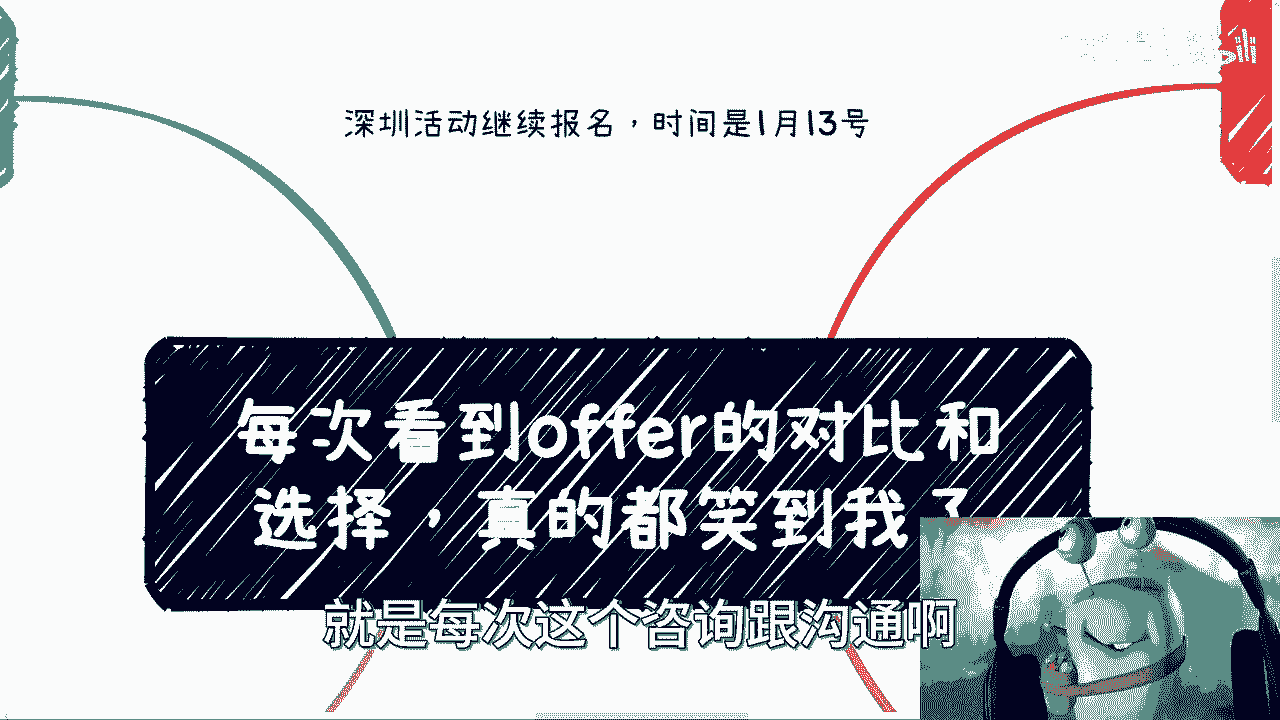 深圳活动继续报名，时间是1月13号
每次看到offer的对比和
选择，真的都笑到我了
就是每次这个咨询跟沟通啊